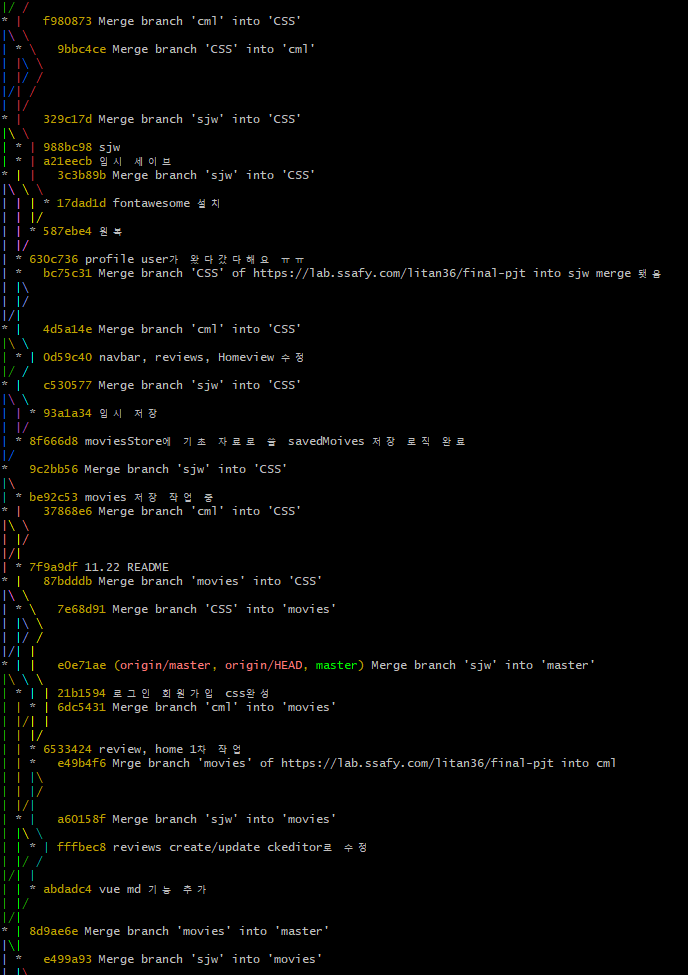 f980873 Merge branch 'cml' into 'CSS'
9bbc4ce Merge branch 'CSS' into 'cml'
329c17d Merge branch 'sjw' into 'CSS'
988bc98 sjw
a21eecb 임시 세이브
3c3b89b Merge branch 'sjw' into 'CSS'
17dad1d fontawesome 설치
587ebe4 원복
630c736 profile user가 왓다갔다해요 ㅠㅠ
bc75c31 Merge branch 'CSS' of https://lab.ssafy.com/litan36/final-pjt into sjw merge 됏음
4d5a14e Merge branch 'cml' into 'CSS'
0d59c40 navbar, reviews, Homeview 수정
c530577 Merge branch 'sjw' into 'CSS'
93a1a34 임시 저장
8f666d8 moviesStore에 기초 자료로 쓸 savedMoives 저장 로직 완료
9c2bb56 Merge branch 'sjw' into 'CSS'
be92c53 movies 저장 작업 중
37868e6 Merge branch 'cml' into 'CSS'
7f9a9df 11.22 README
87bdddb Merge branch 'movies' into 'CSS'
7e68d91 Merge branch 'CSS' into 'movies'
e0e71ae (origin/master, origin/HEAD, master) Merge branch 'sjw' into 'master'
21b1594 로그인 회원가입 css완성
6dc5431 Merge branch 'cml' into 'movies'
6533424 review, home 1차 작업
e49b4f6 Mrge branch 'movies' of https://lab.ssafy.com/litan36/final-pjt into cml
a60158f Merge branch 'sjw' into 'movies'
fffbec8 reviews create/update ckeditor로 수정
abdadc4 vue md 기능 추가
8d9ae6e Merge branch 'movies' into 'master'
e499a93 Merge branch 'sjw' into 'movies'